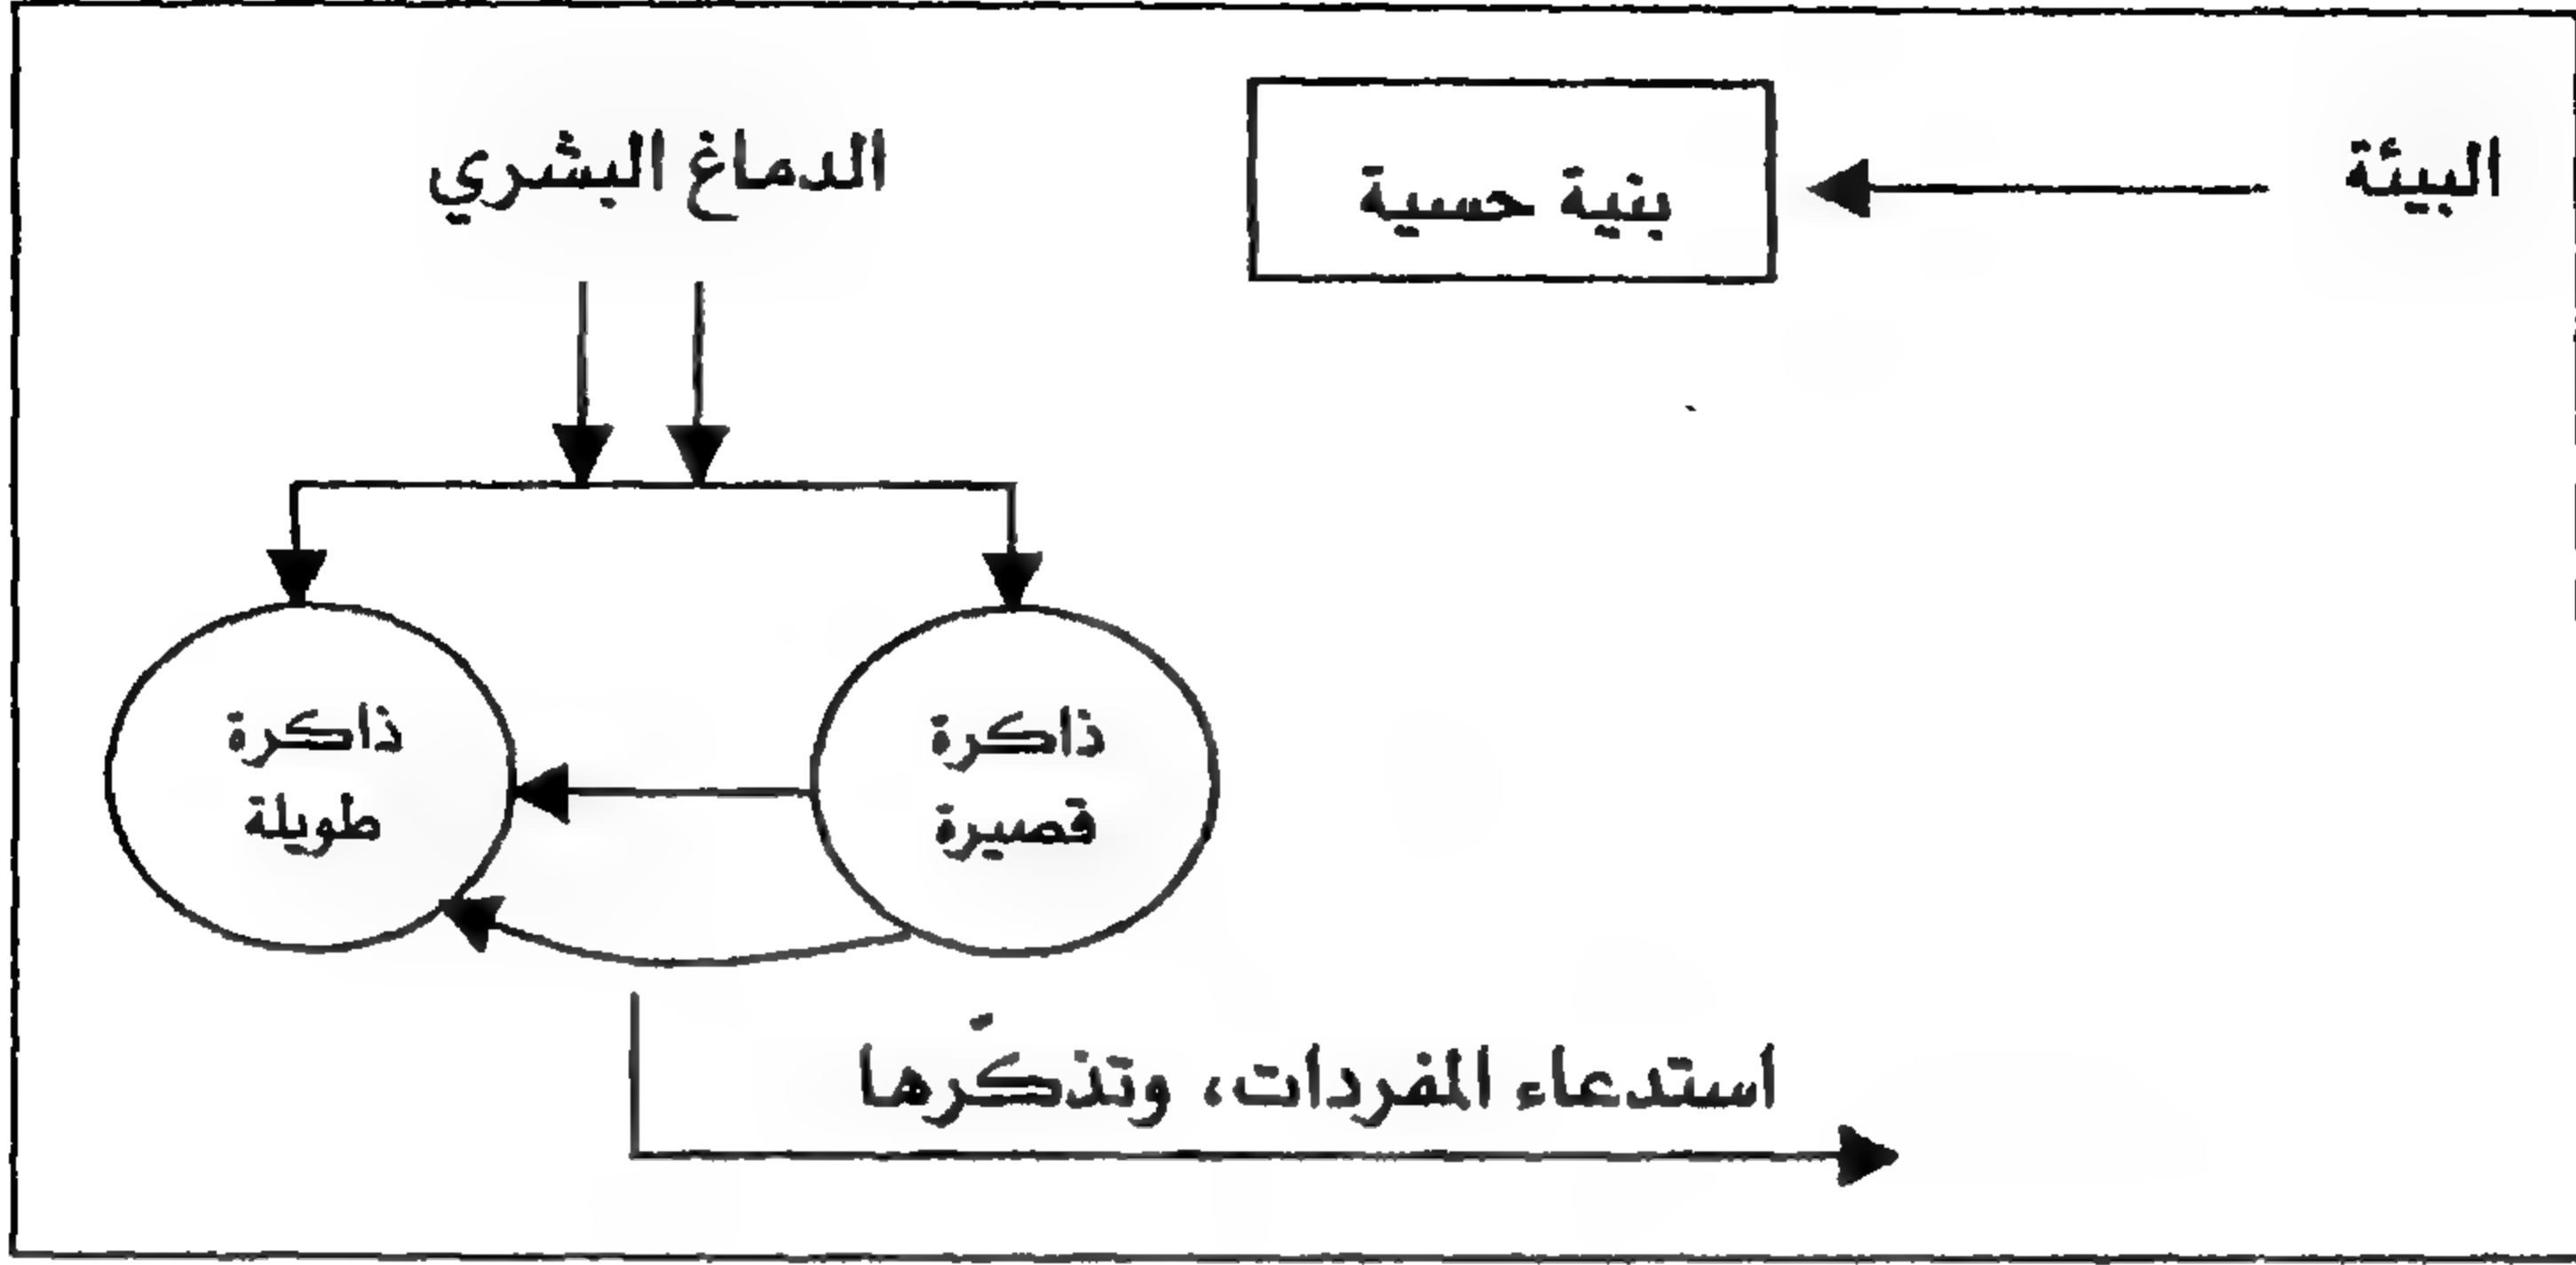 البيئة
بنية حسية
الدماغ البشري
ذاكرة
قصيرة
ذاكرة
طويلة
استدعاء المفردات، وتذكّرها